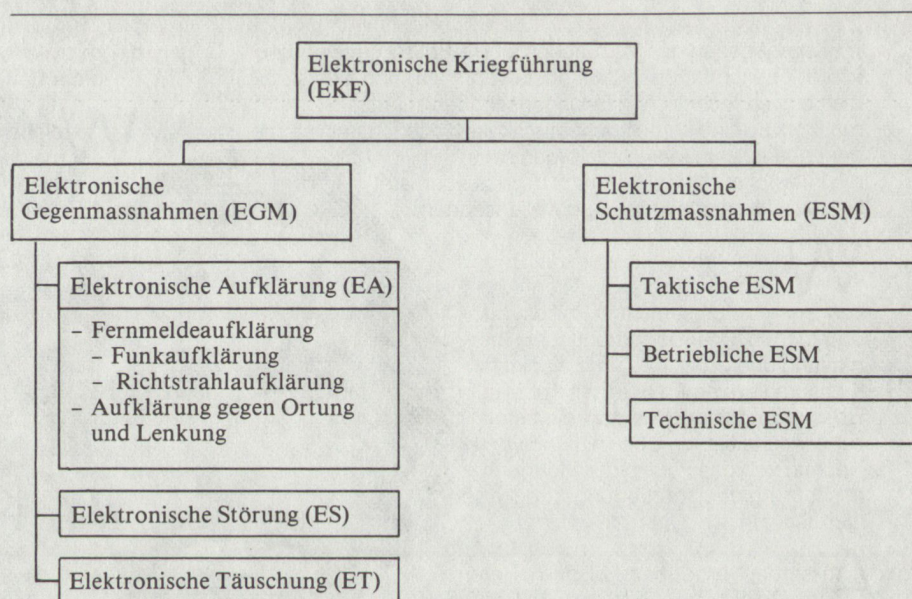 Elektronische Kriegführung
(EKF)
Elektronische
Gegenmassnahmen (EGM)
Elektronische Aufklärung (EA)
– Fernmeldeaufklärung
– Funkaufklärung
– Richtstrahlaufklärung
– Aufklärung gegen Ortung
und Lenkung
Elektronische Störung (ES)
Elektronische Täuschung (ET)
Elektronische
Schutzmassnahmen (ESM)
Taktische ESM
Betriebliche ESM
Technische ESM